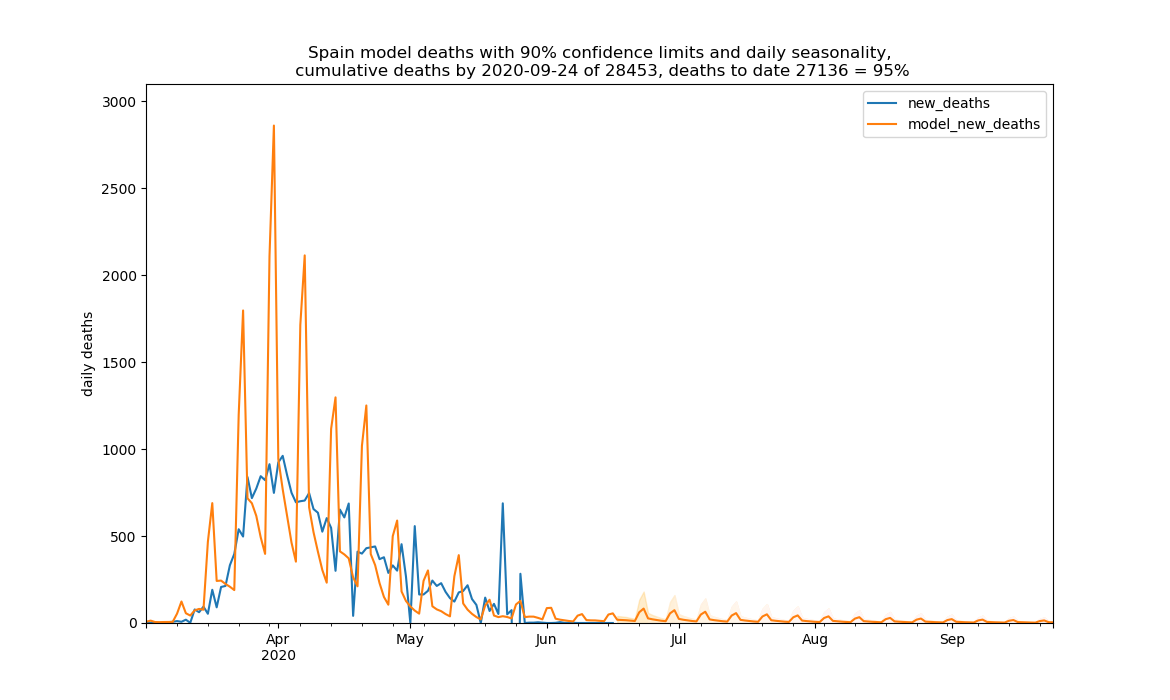 Spain model deaths with 90% confidence limits and daily seasonality,
cumulative deaths by 2020-09-24 of 28453, deaths to date 27136 = 95%
new_deaths
model_new_deaths
daily deaths
3000
2500
2000
1500
1000
500
0
Apr
2020
May
Jun
Jul
Aug
Sep